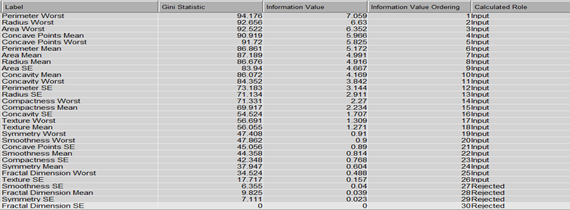 Label Gini Statistic Information Value Information Value Ordering Calculated Role
Perimeter Worst 94.176 7.059 1 Input
Radius Worst 92.656 6.63 2 Input
Area Worst 92.522 6.352 3 Input
Concave Points Mean 90.919 5.966 4 Input
Concave Points Worst 91.72 5.825 5 Input
Perimeter Mean 86.861 5.172 6 Input
Area Mean 87.189 4.991 7 Input
Radius Mean 86.676 4.916 8 Input
Area SE 83.94 4.667 9 Input
Concavity Mean 86.072 4.169 10 Input
Concavity Worst 84.352 3.842 11 Input
Perimeter SE 73.183 3.144 12 Input
Radius SE 71.134 2.911 13 Input
Compactness Worst 71.331 2.27 14 Input
Compactness Mean 69.917 2.234 15 Input
Concavity SE 54.524 1.707 16 Input
Texture Worst 56.691 1.309 17 Input
Texture Mean 56.055 1.271 18 Input
Symmetry Worst 47.408 0.91 19 Input
Smoothness Worst 47.862 0.9 20 Input
Concave Points SE 45.056 0.89 21 Input
Smoothness Mean 44.358 0.814 22 Input
Compactness SE 42.348 0.768 23 Input
Symmetry Mean 37.947 0.604 24 Input
Fractal Dimension Worst 34.524 0.488 25 Input
Texture SE 17.717 0.157 26 Input
Smoothness SE 6.355 0.04 27 Rejected
Fractal Dimension Mean 9.825 0.039 28 Rejected
Symmetry SE 7.111 0.023 29 Rejected
Fractal Dimension SE 0 0 30 Rejected